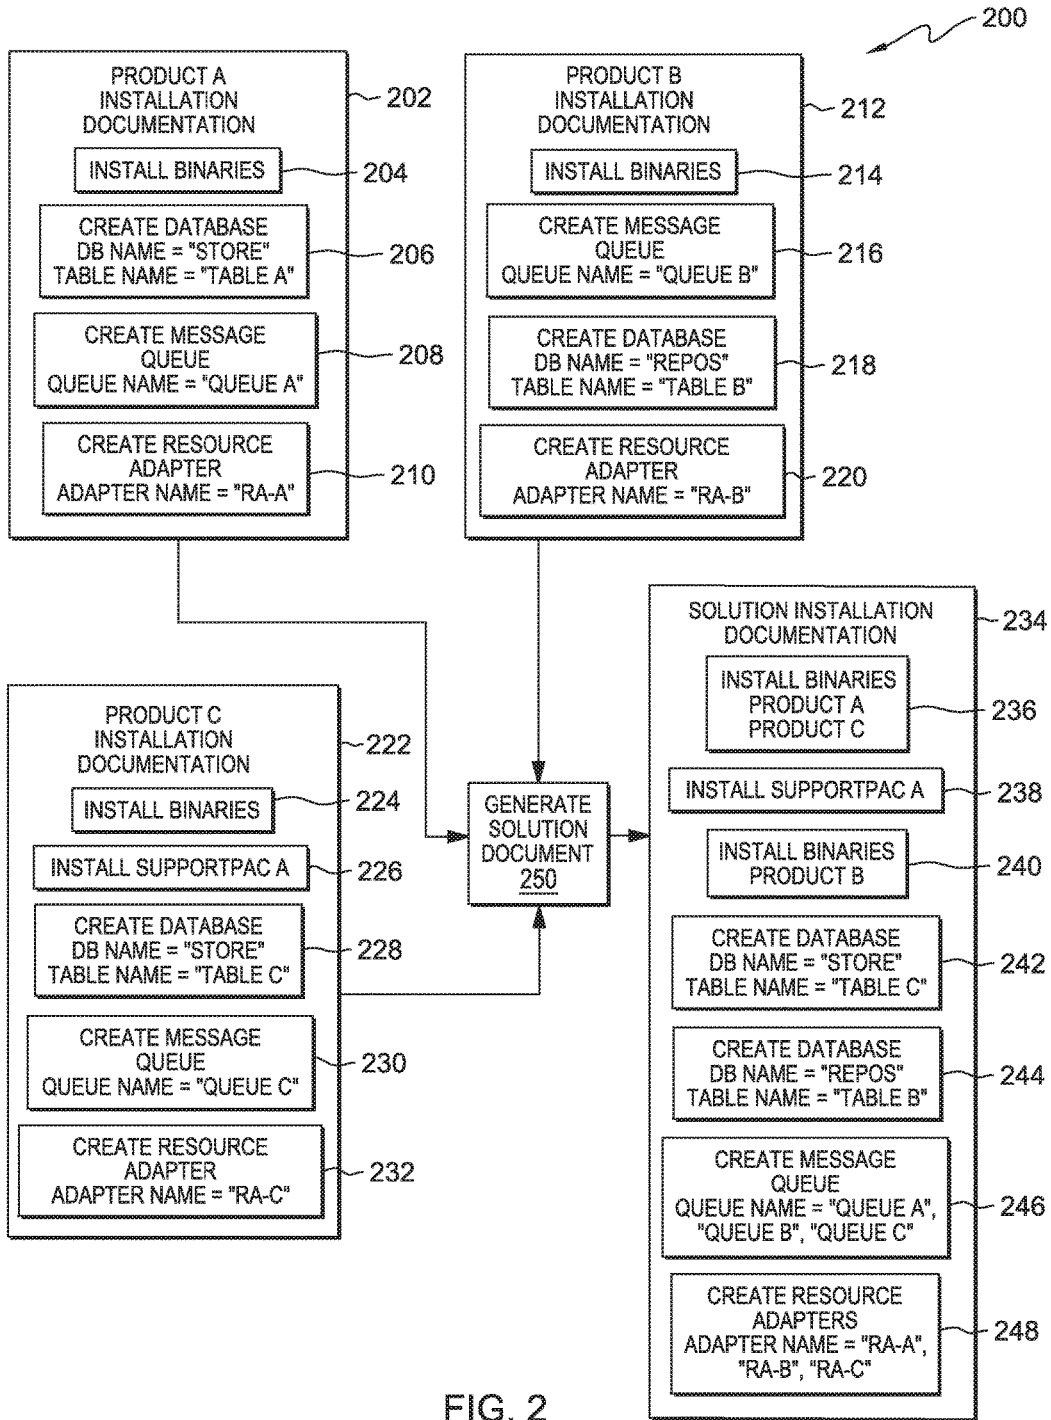 200
PRODUCT A
INSTALLATION
DOCUMENTATION
202
INSTALL BINARIES
204
CREATE DATABASE
DB NAME = "STORE"
TABLE NAME = "TABLE A"
206
CREATE MESSAGE
QUEUE
QUEUE NAME = "QUEUE A"
208
CREATE RESOURCE
ADAPTER
ADAPTER NAME = "RA-A"
210
PRODUCT B
INSTALLATION
DOCUMENTATION
212
INSTALL BINARIES
214
CREATE MESSAGE
QUEUE
QUEUE NAME = "QUEUE B"
216
CREATE DATABASE
DB NAME = "REPOS"
TABLE NAME = "TABLE B"
218
CREATE RESOURCE
ADAPTER
ADAPTER NAME = "RA-B"
220
PRODUCT C
INSTALLATION
DOCUMENTATION
222
INSTALL BINARIES
224
INSTALL SUPPORTPAC A
226
CREATE DATABASE
DB NAME = "STORE"
TABLE NAME = "TABLE C"
228
CREATE MESSAGE
QUEUE
QUEUE NAME = "QUEUE C"
230
CREATE RESOURCE
ADAPTER
ADAPTER NAME = "RA-C"
232
GENERATE
SOLUTION
DOCUMENT
250
SOLUTION INSTALLATION
DOCUMENTATION
234
INSTALL BINARIES
PRODUCT A
PRODUCT C
236
INSTALL SUPPORTPAC A
238
INSTALL BINARIES
PRODUCT B
240
CREATE DATABASE
DB NAME = "STORE"
TABLE NAME = "TABLE C"
242
CREATE DATABASE
DB NAME = "REPOS"
TABLE NAME = "TABLE B"
244
CREATE MESSAGE
QUEUE
QUEUE NAME = "QUEUE A",
"QUEUE B", "QUEUE C"
246
CREATE RESOURCE
ADAPTERS
ADAPTER NAME = "RA-A",
"RA-B", "RA-C"
248
FIG. 2